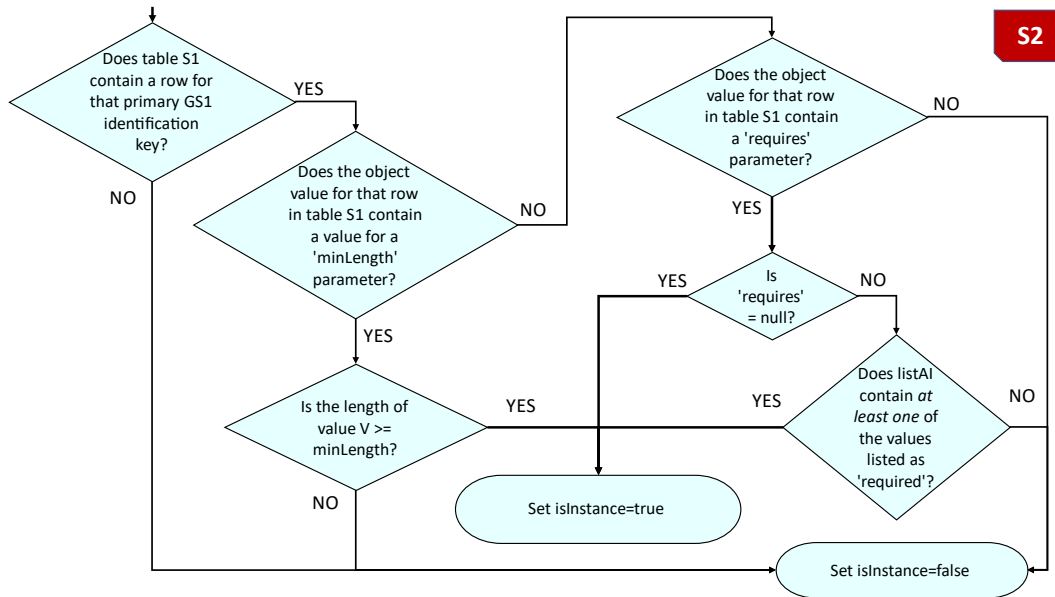 S2
Does table S1
contain a row for
that primary GS1
identification
key?
YES
NO
Does the object
value for that row
in table S1 contain
a value for a
'minLength'
parameter?
NO
YES
Does the object
value for that row
in table S1 contain
a 'requires'
parameter?
NO
YES
Is
'requires'
= null?
YES
NO
Is the length of
value V >=
minLength?
YES
NO
Does listAI
contain at
least one of
the values
listed as
'required'?
YES
NO
Set isInstance=true
Set isInstance=false